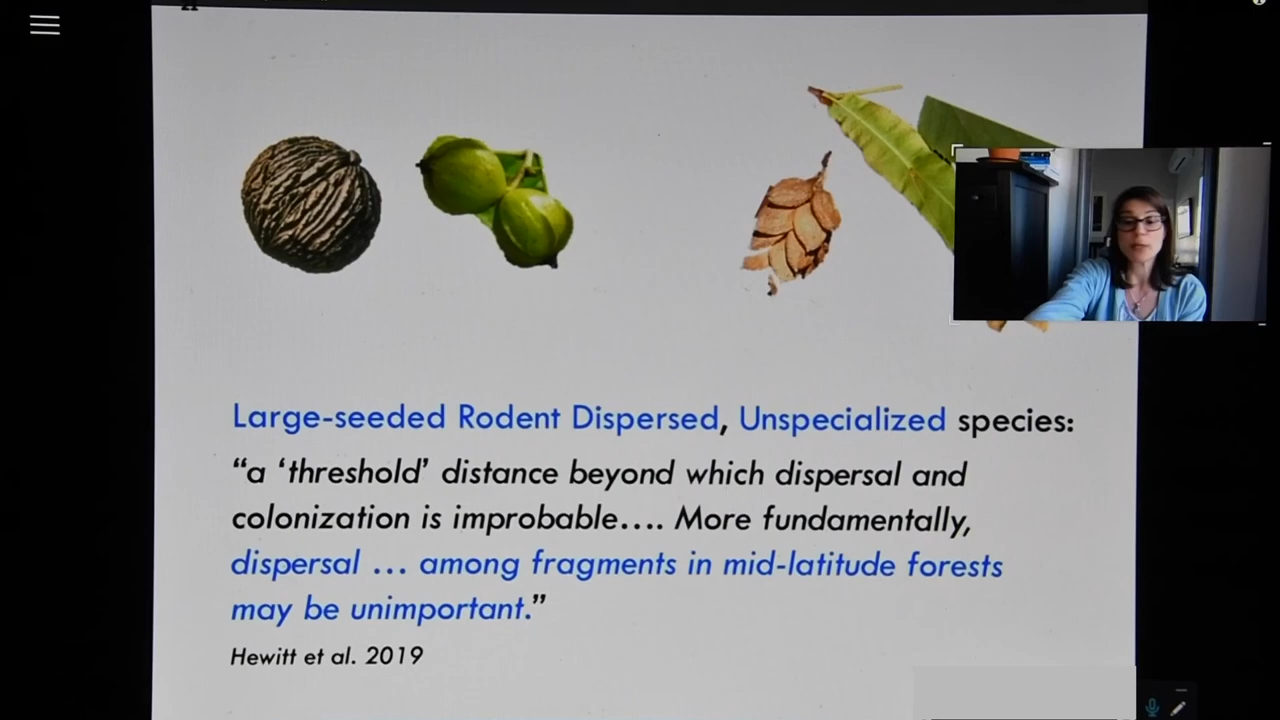 Large-seeded Rodent Dispersed, Unspecialized species:
“a ‘threshold’ distance beyond which dispersal and
colonization is improbable…. More fundamentally,
dispersal … among fragments in mid-latitude forests
may be unimportant.”
Hewitt et al. 2019